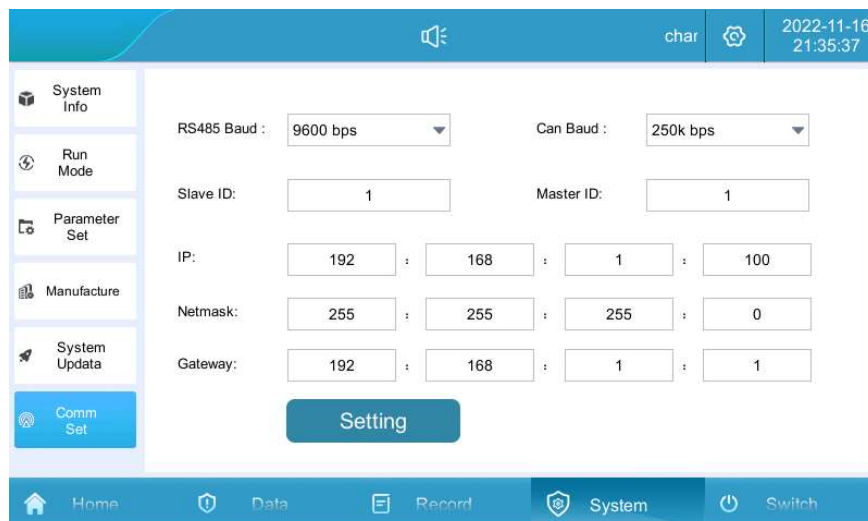 char
2022-11-16
21:35:37
System
Info
Run
Mode
Parameter
Set
Manufacture
System
Updata
Comm
Set
RS485 Baud : 9600 bps Can Baud : 250k bps
Slave ID: 1 Master ID: 1
IP: 192 : 168 : 1 : 100
Netmask: 255 : 255 : 255 : 0
Gateway: 192 : 168 : 1 : 1
Setting
Home Data Record System Switch